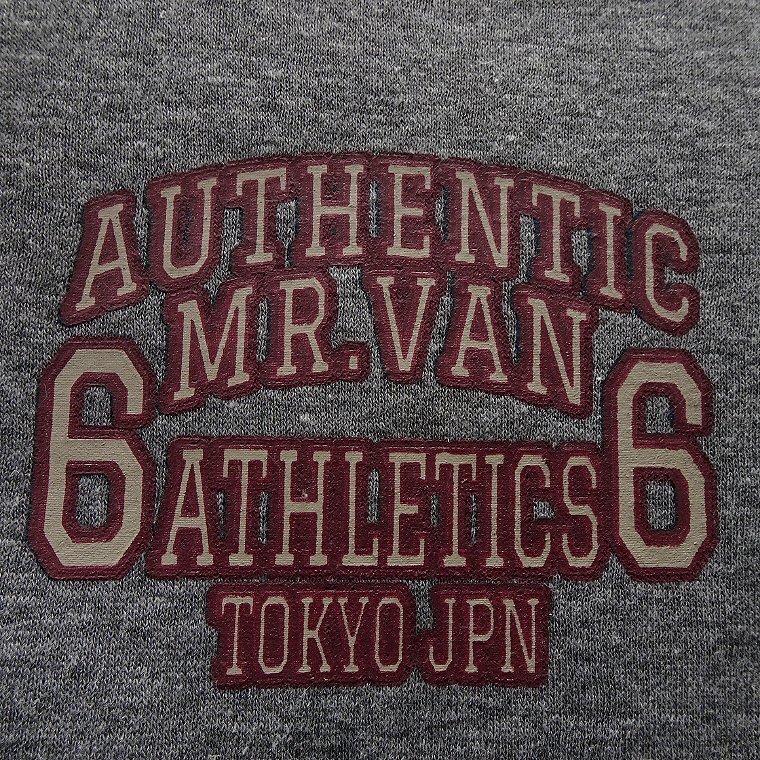 AUTHENTIC
MR.VAN
6 ATHLETICS 6
TOKYO JPN